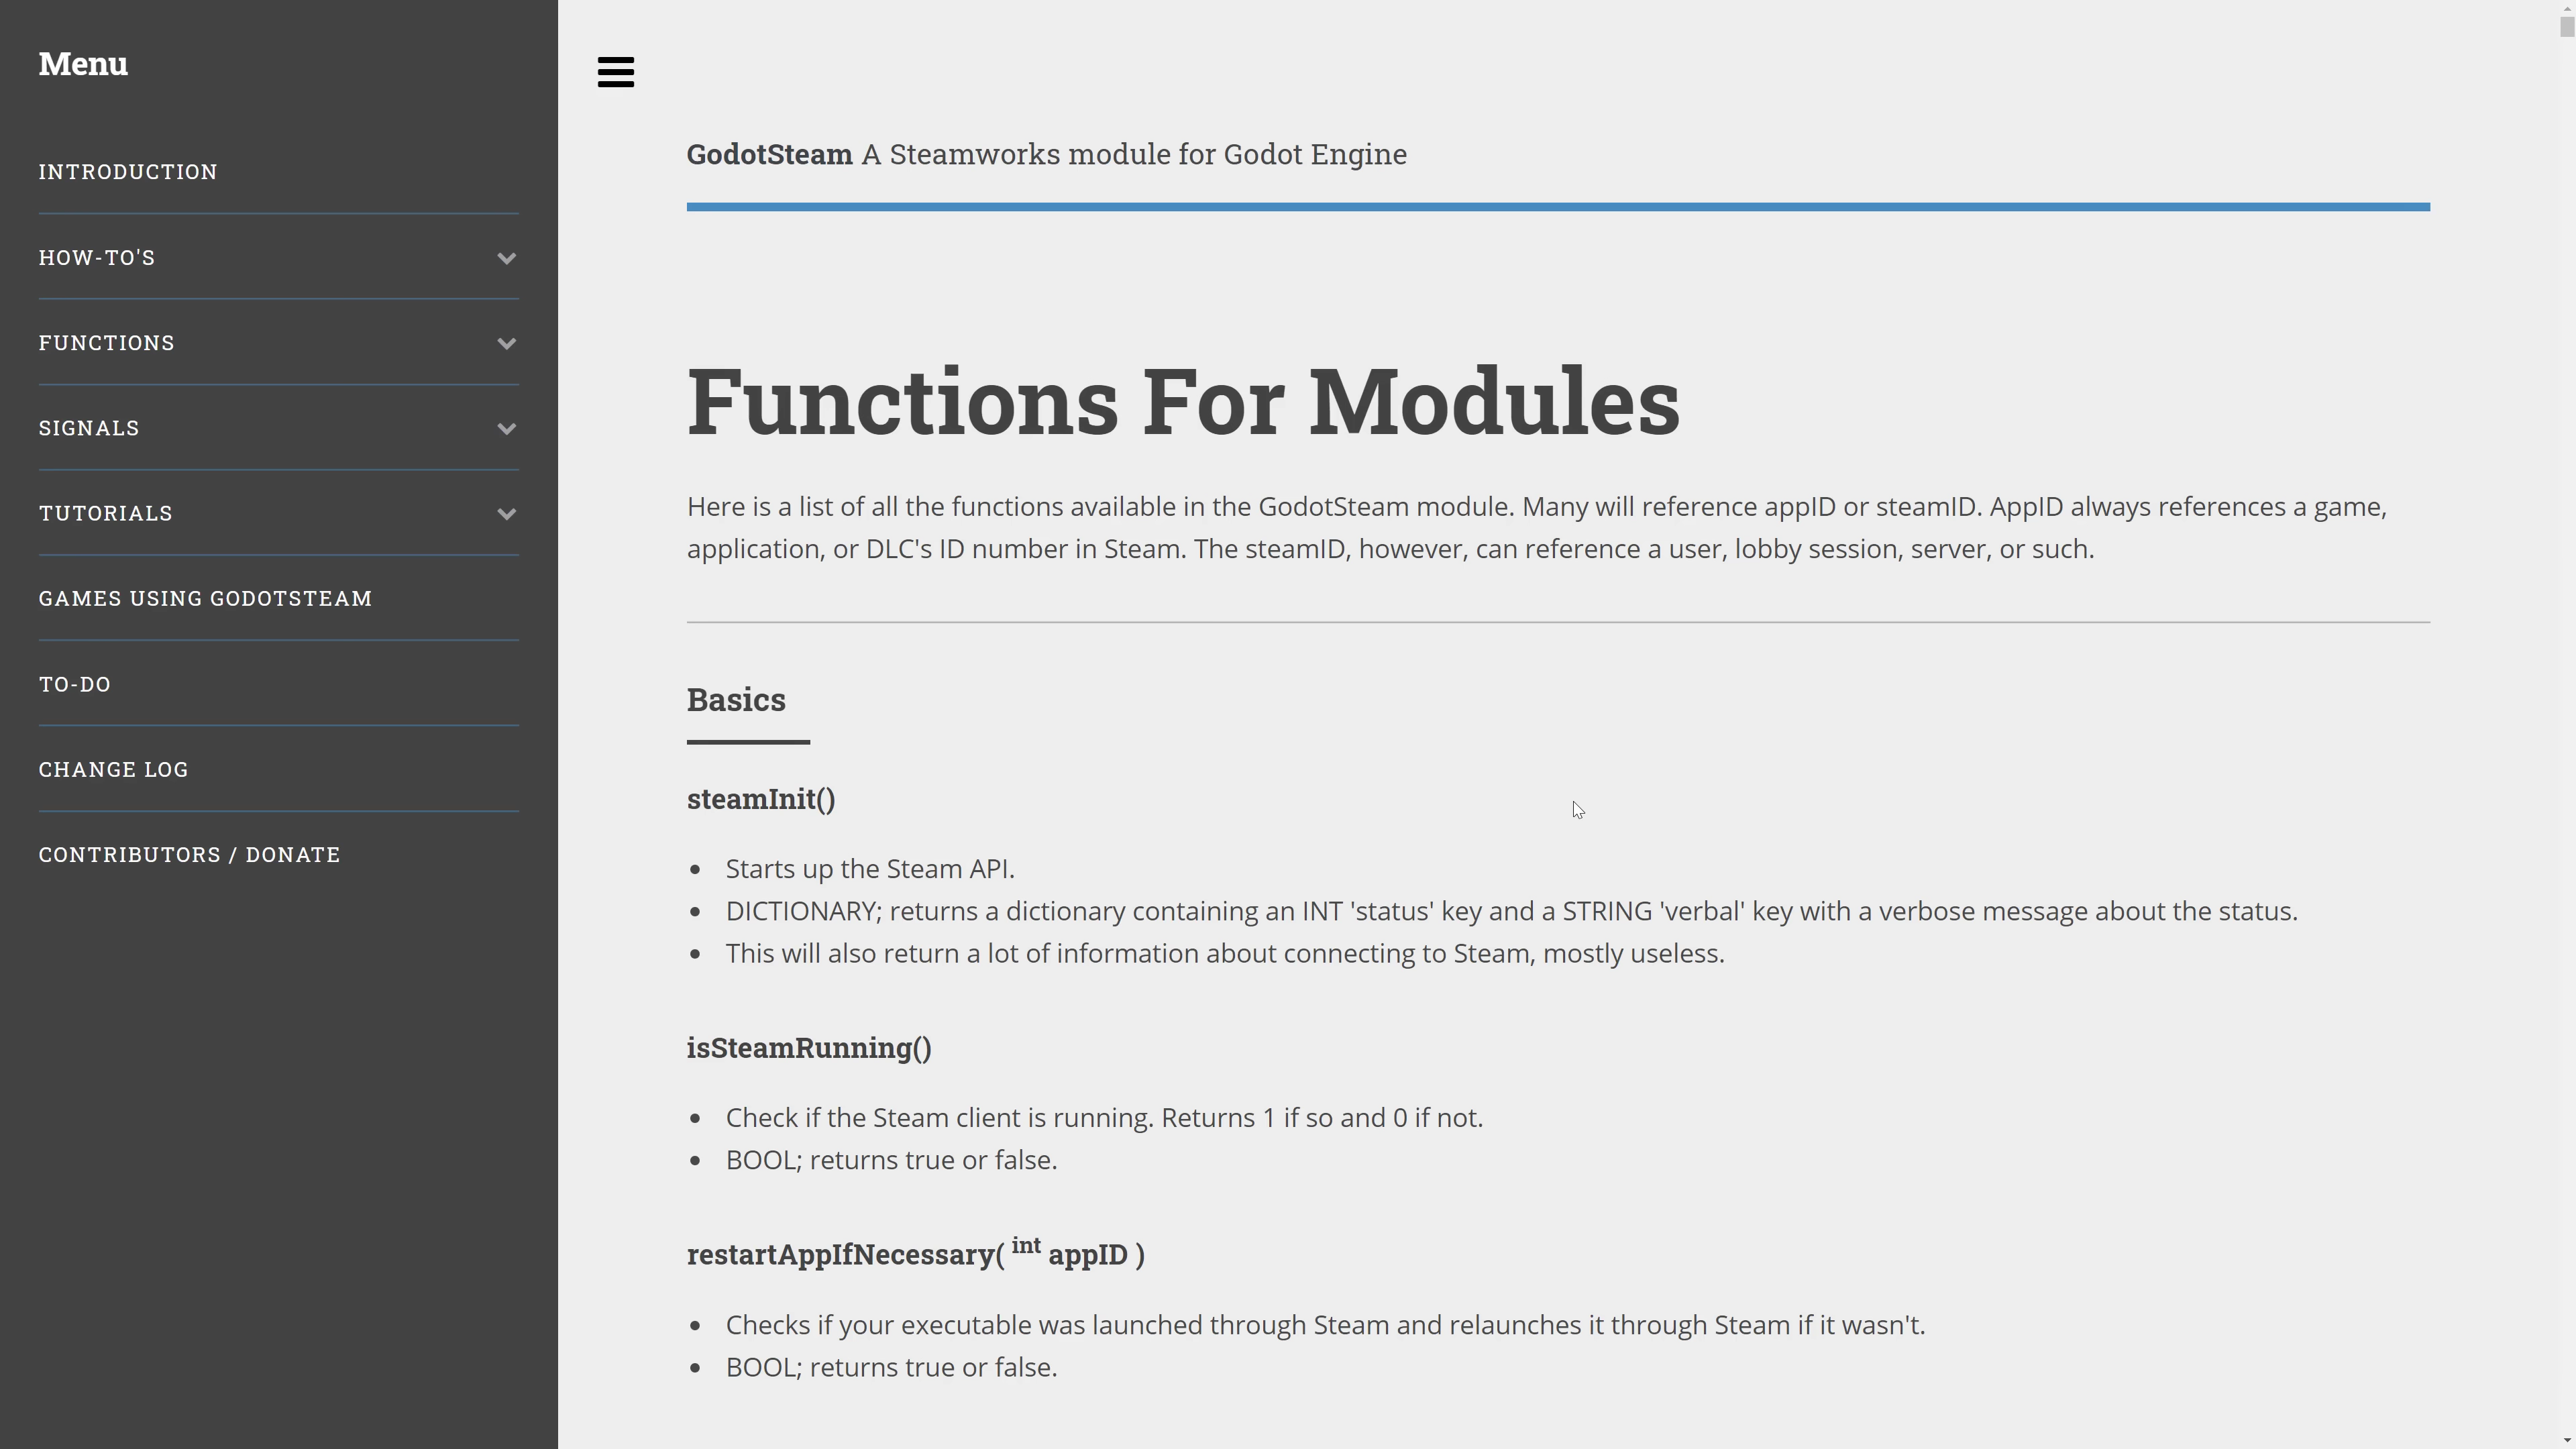 Menu
INTRODUCTION
HOW-TO'S
FUNCTIONS
SIGNALS
TUTORIALS
GAMES USING GODOTSTEAM
TO-DO
CHANGE LOG
CONTRIBUTORS / DONATE
GodotSteam A Steamworks module for Godot Engine
Functions For Modules
Here is a list of all the functions available in the GodotSteam module. Many will reference appID or steamID. AppID always references a game,
application, or DLC's ID number in Steam. The steamID, however, can reference a user, lobby session, server, or such.
Basics
steamInit()
Starts up the Steam API.
DICTIONARY; returns a dictionary containing an INT 'status' key and a STRING 'verbal' key with a verbose message about the status.
This will also return a lot of information about connecting to Steam, mostly useless.
isSteamRunning()
Check if the Steam client is running. Returns 1 if so and 0 if not.
BOOL; returns true or false.
restartAppIfNecessary( int appID )
Checks if your executable was launched through Steam and relaunches it through Steam if it wasn't.
BOOL; returns true or false.